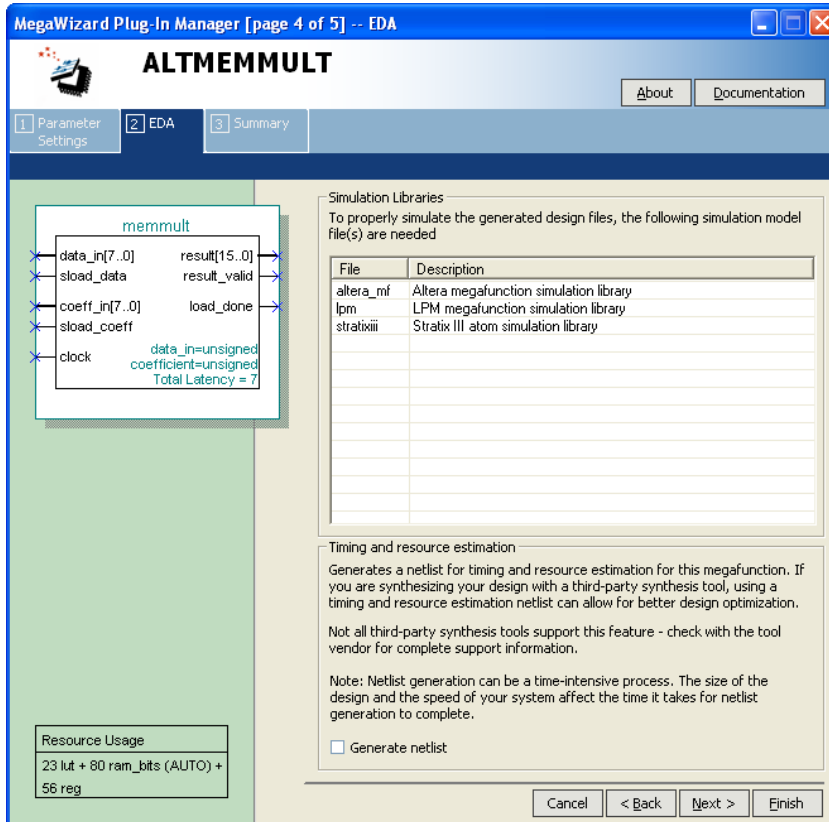 MegaWizard Plug-In Manager [page 4 of 5] -- EDA
ALTMEMMULT
About
Documentation
1 Parameter Settings
2 EDA
3 Summary
memmult
data_in[7..0] result[15..0]
sload_data result_valid
coeff_in[7..0] load_done
sload_coeff
clock
data_in=unsigned
coefficient=unsigned
Total Latency = 7
Resource Usage
23 lut + 80 ram_bits (AUTO) +
56 reg
Simulation Libraries
To properly simulate the generated design files, the following simulation model
file(s) are needed
File Description
altera_mf Altera megafunction simulation library
lpm LPM megafunction simulation library
stratixiii Stratix III atom simulation library
Timing and resource estimation
Generates a netlist for timing and resource estimation for this megafunction. If
you are synthesizing your design with a third-party synthesis tool, using a
timing and resource estimation netlist can allow for better design optimization.
Not all third-party synthesis tools support this feature - check with the tool
vendor for complete support information.
Note: Netlist generation can be a time-intensive process. The size of the
design and the speed of your system affect the time it takes for netlist
generation to complete.
Generate netlist
Cancel
< Back
Next >
Finish